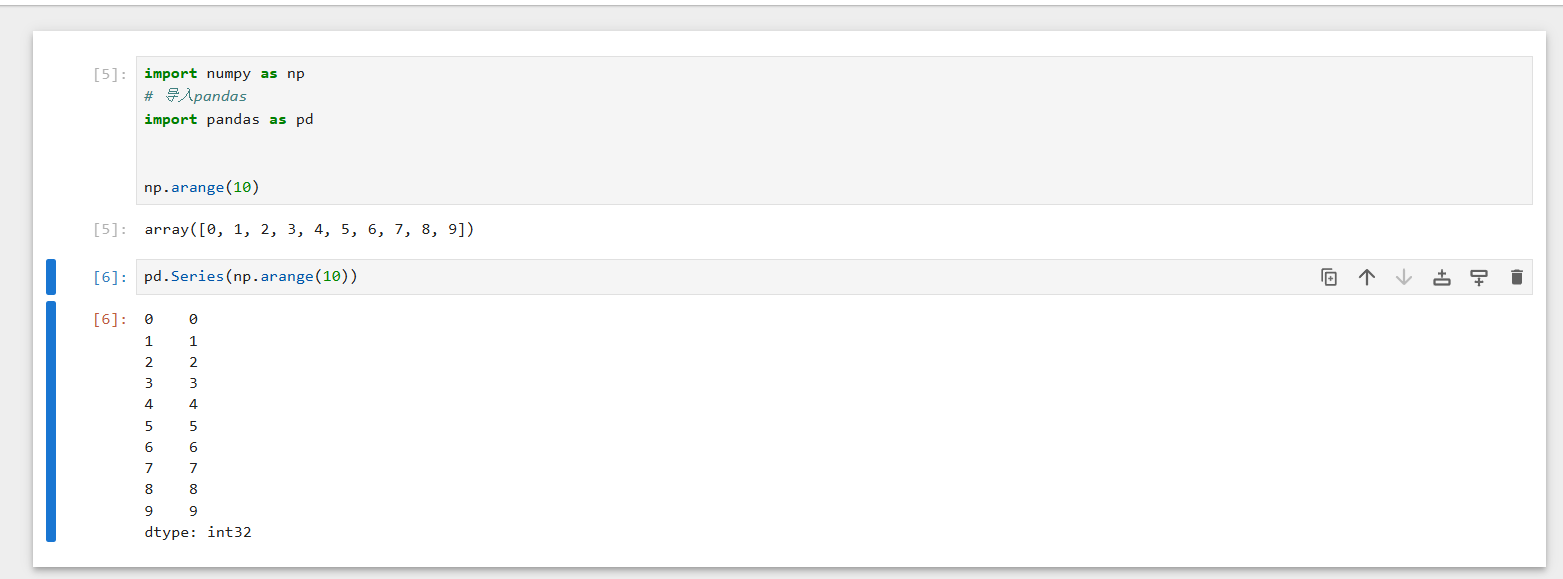 [5]: import numpy as np
# 导入pandas
import pandas as pd
np.arange(10)
[5]: array([0, 1, 2, 3, 4, 5, 6, 7, 8, 9])
[6]: pd.Series(np.arange(10))
[6]: 0    0
1    1
2    2
3    3
4    4
5    5
6    6
7    7
8    8
9    9
dtype: int32